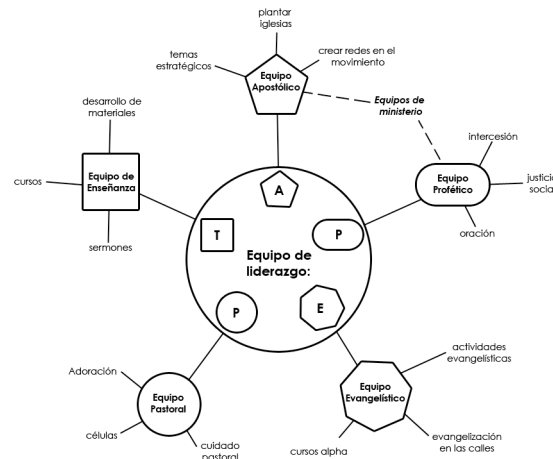 plantar
iglesias
temas
estratégicos
crear redes en el
movimiento
Equipo
Apostólico
Equipos de
ministerio
desarrollo de
materiales
Equipo de
Enseñanza
cursos
sermones
intercesión
Equipo
Profético
justicia
social
oración
A
T
P
Equipo de
liderazgo:
P
E
Adoración
Equipo
Pastoral
células
cuidado
pastoral
actividades
evangelísticas
Equipo
Evangelístico
cursos alpha
evangelización
en las calles